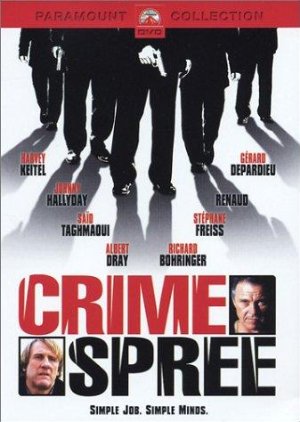 PARAMOUNT COLLECTION
DVD
HARVEY
KEITEL
GÉRARD
DEPARDIEU
JOHNNY
HALLYDAY
RENAUD
SAÏD
TAGHMAOUI
STÉPHANE
FREISS
ALBERT
DRAY
RICHARD
BOHRINGER
CRIME
SPREE
SIMPLE JOB. SIMPLE MINDS.